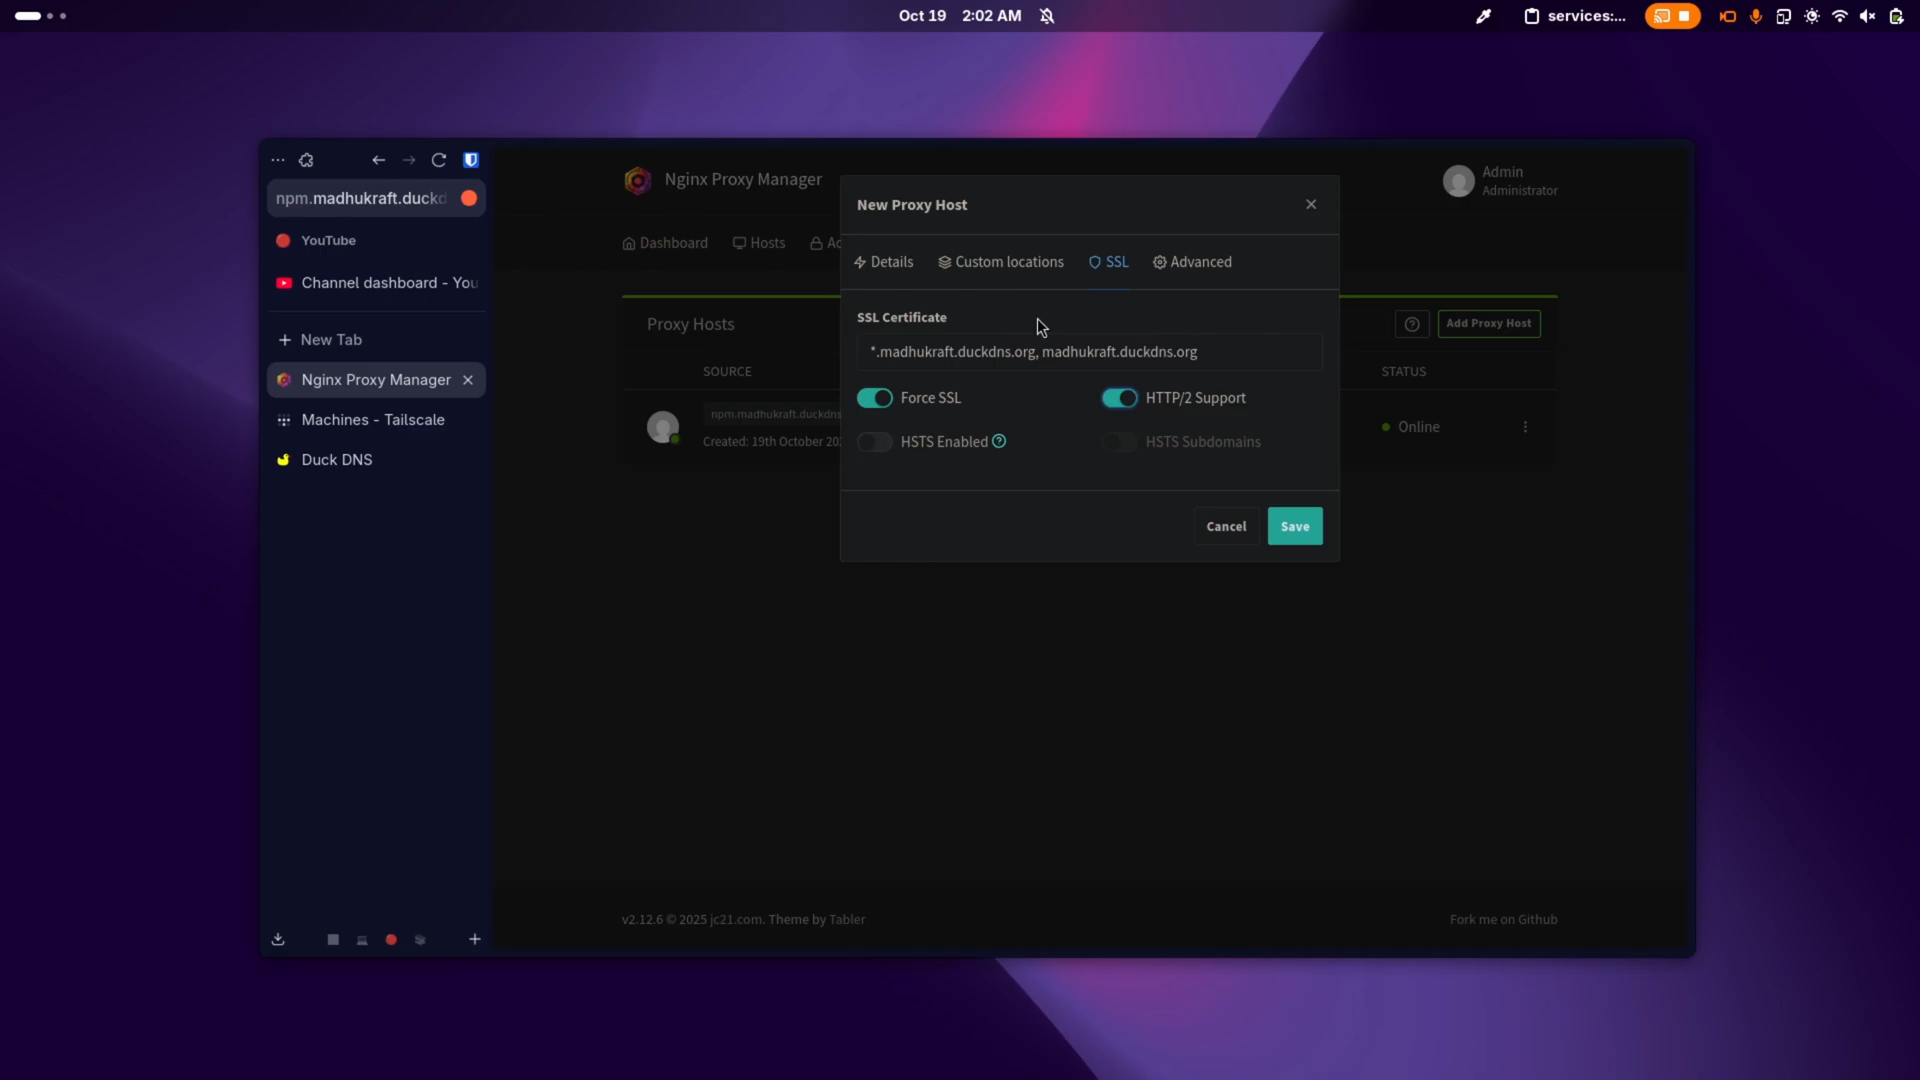 Oct 19 2:02 AM
services:...
npm.madhukraft.duckd
YouTube
Channel dashboard - You
New Tab
Nginx Proxy Manager
Machines - Tailscale
Duck DNS
Nginx Proxy Manager
Admin
Administrator
Dashboard
Hosts
Ac
Proxy Hosts
Add Proxy Host
SOURCE
STATUS
npm.madhukraft.duckdns
Created: 19th October 20
Online
New Proxy Host
Details
Custom locations
SSL
Advanced
SSL Certificate
*.madhukraft.duckdns.org, madhukraft.duckdns.org
Force SSL
HTTP/2 Support
HSTS Enabled
HSTS Subdomains
Cancel
Save
v2.12.6 © 2025 jc21.com. Theme by Tabler
Fork me on Github